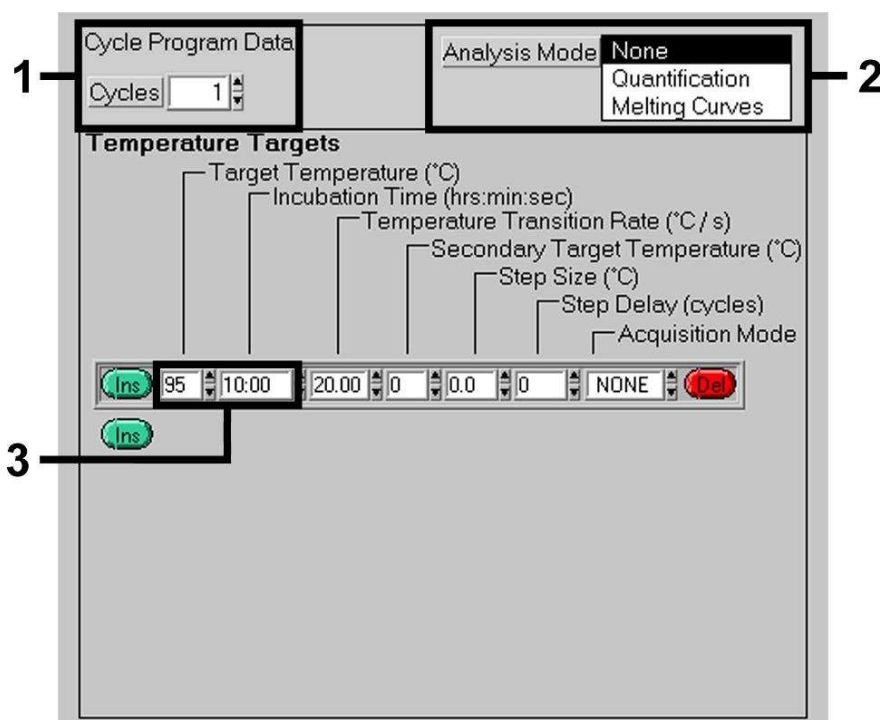 Cycle Program Data
Analysis Mode None
Quantification
Melting Curves
1
2
Cycles 1
Temperature Targets
Target Temperature (°C)
Incubation Time (hrs:min:sec)
Temperature Transition Rate (°C / s)
Secondary Target Temperature (°C)
Step Size (°C)
Step Delay (cycles)
Acquisition Mode
Ins 95 10:00 20.00 0 0.0 0 NONE Del
Ins
3